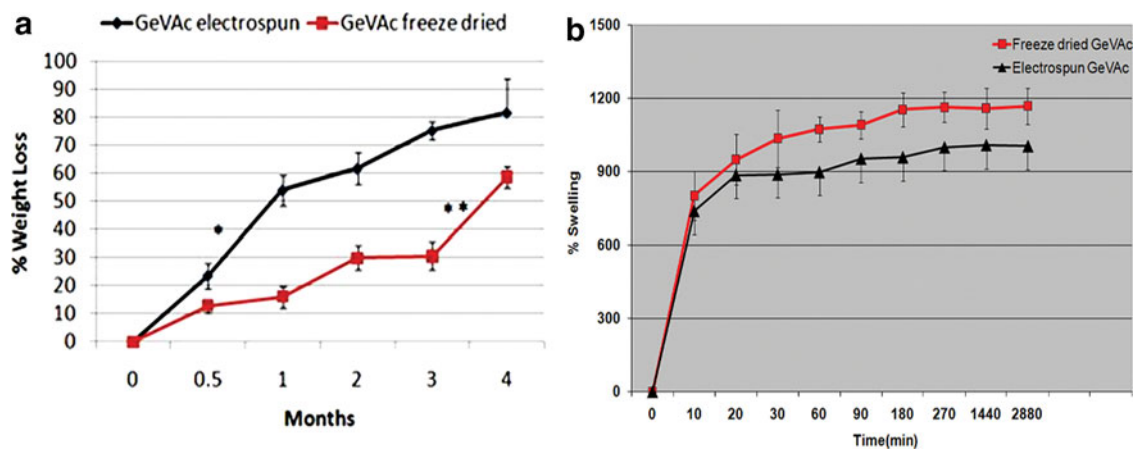 a
GeVAc electrospun GeVAc freeze dried
100
90
80
70
60
50
40
30
20
10
0
% Weight Loss
*
**
0 0.5 1 2 3 4
Months
b
Freeze dried GeVAc
Electrospun GeVAc
1500
1200
900
600
300
0
% Swelling
0 10 20 30 60 90 180 270 1440 2880
Time(min)